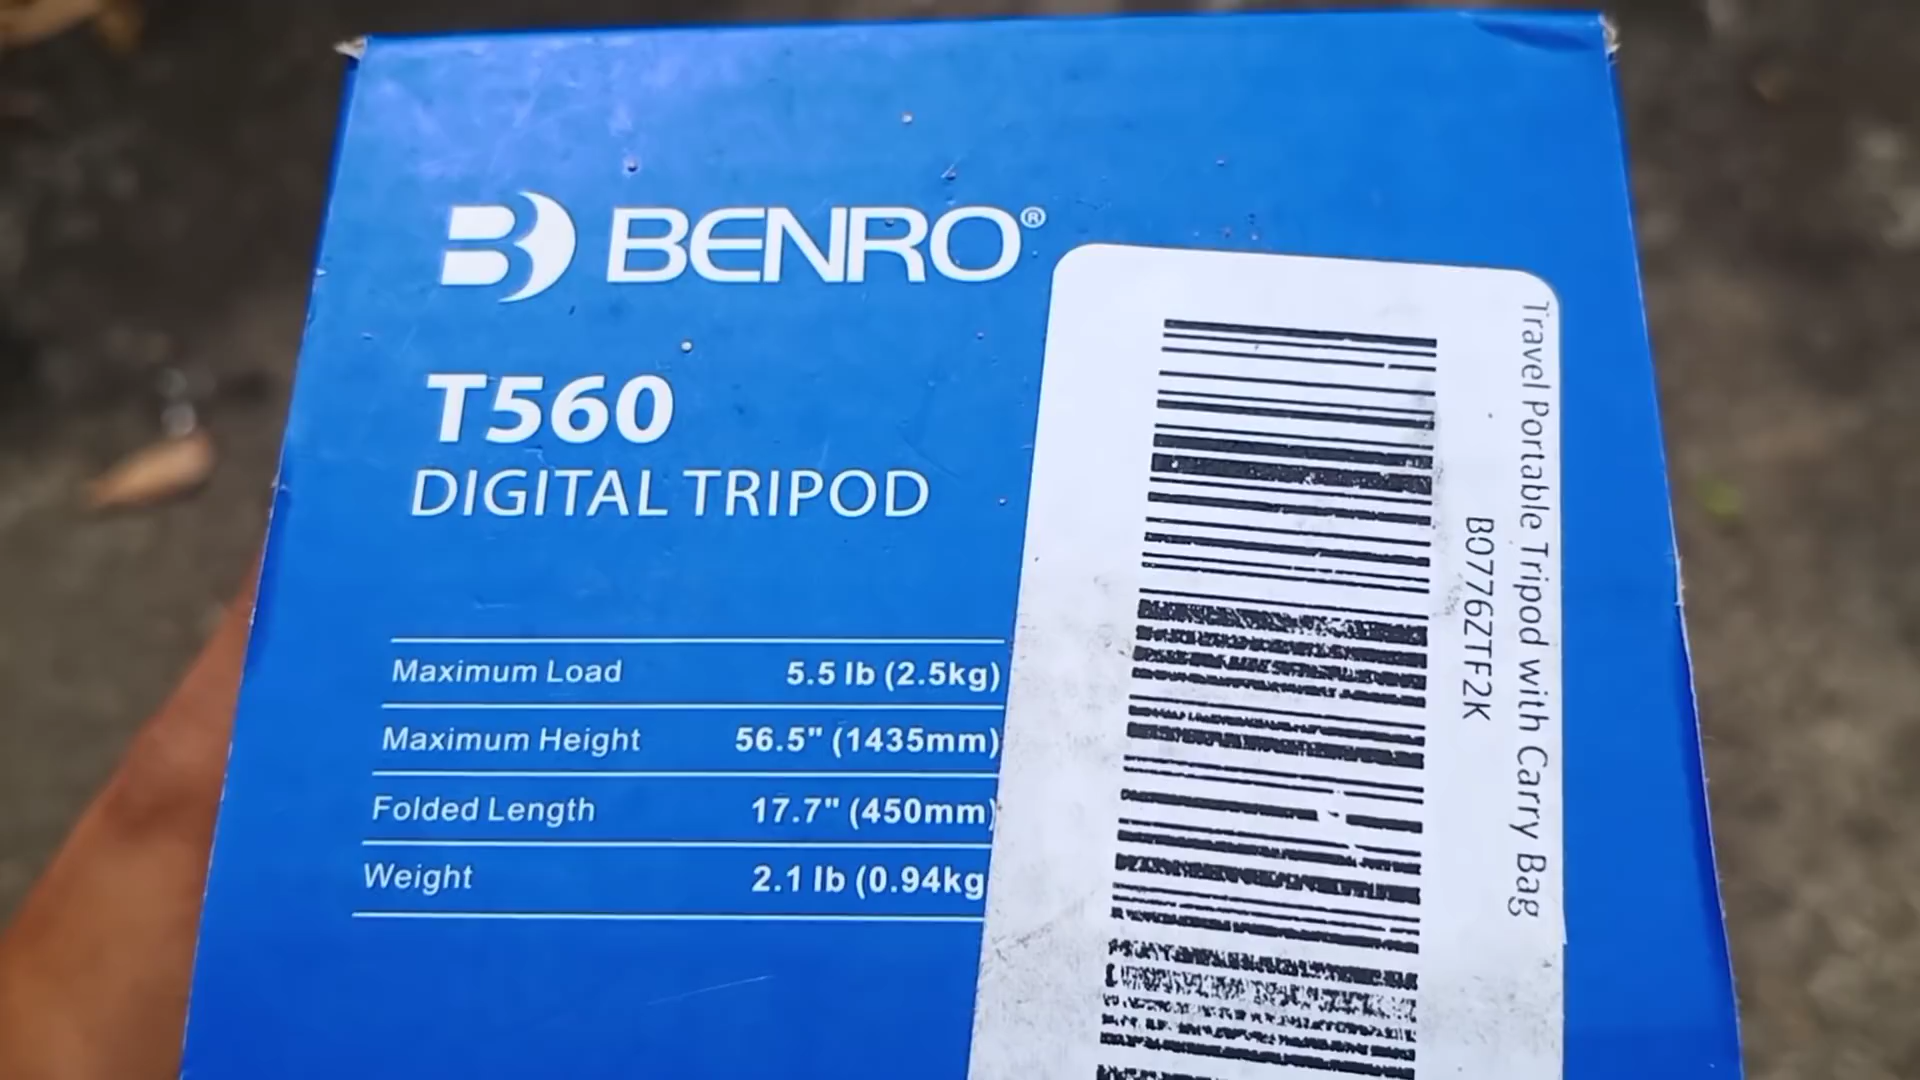 BENRO®
T560
DIGITAL TRIPOD
Maximum Load 5.5 lb (2.5kg)
Maximum Height 56.5" (1435mm)
Folded Length 17.7" (450mm)
Weight 2.1 lb (0.94kg
Travel Portable Tripod with Carry Bag
B0776ZTF2K